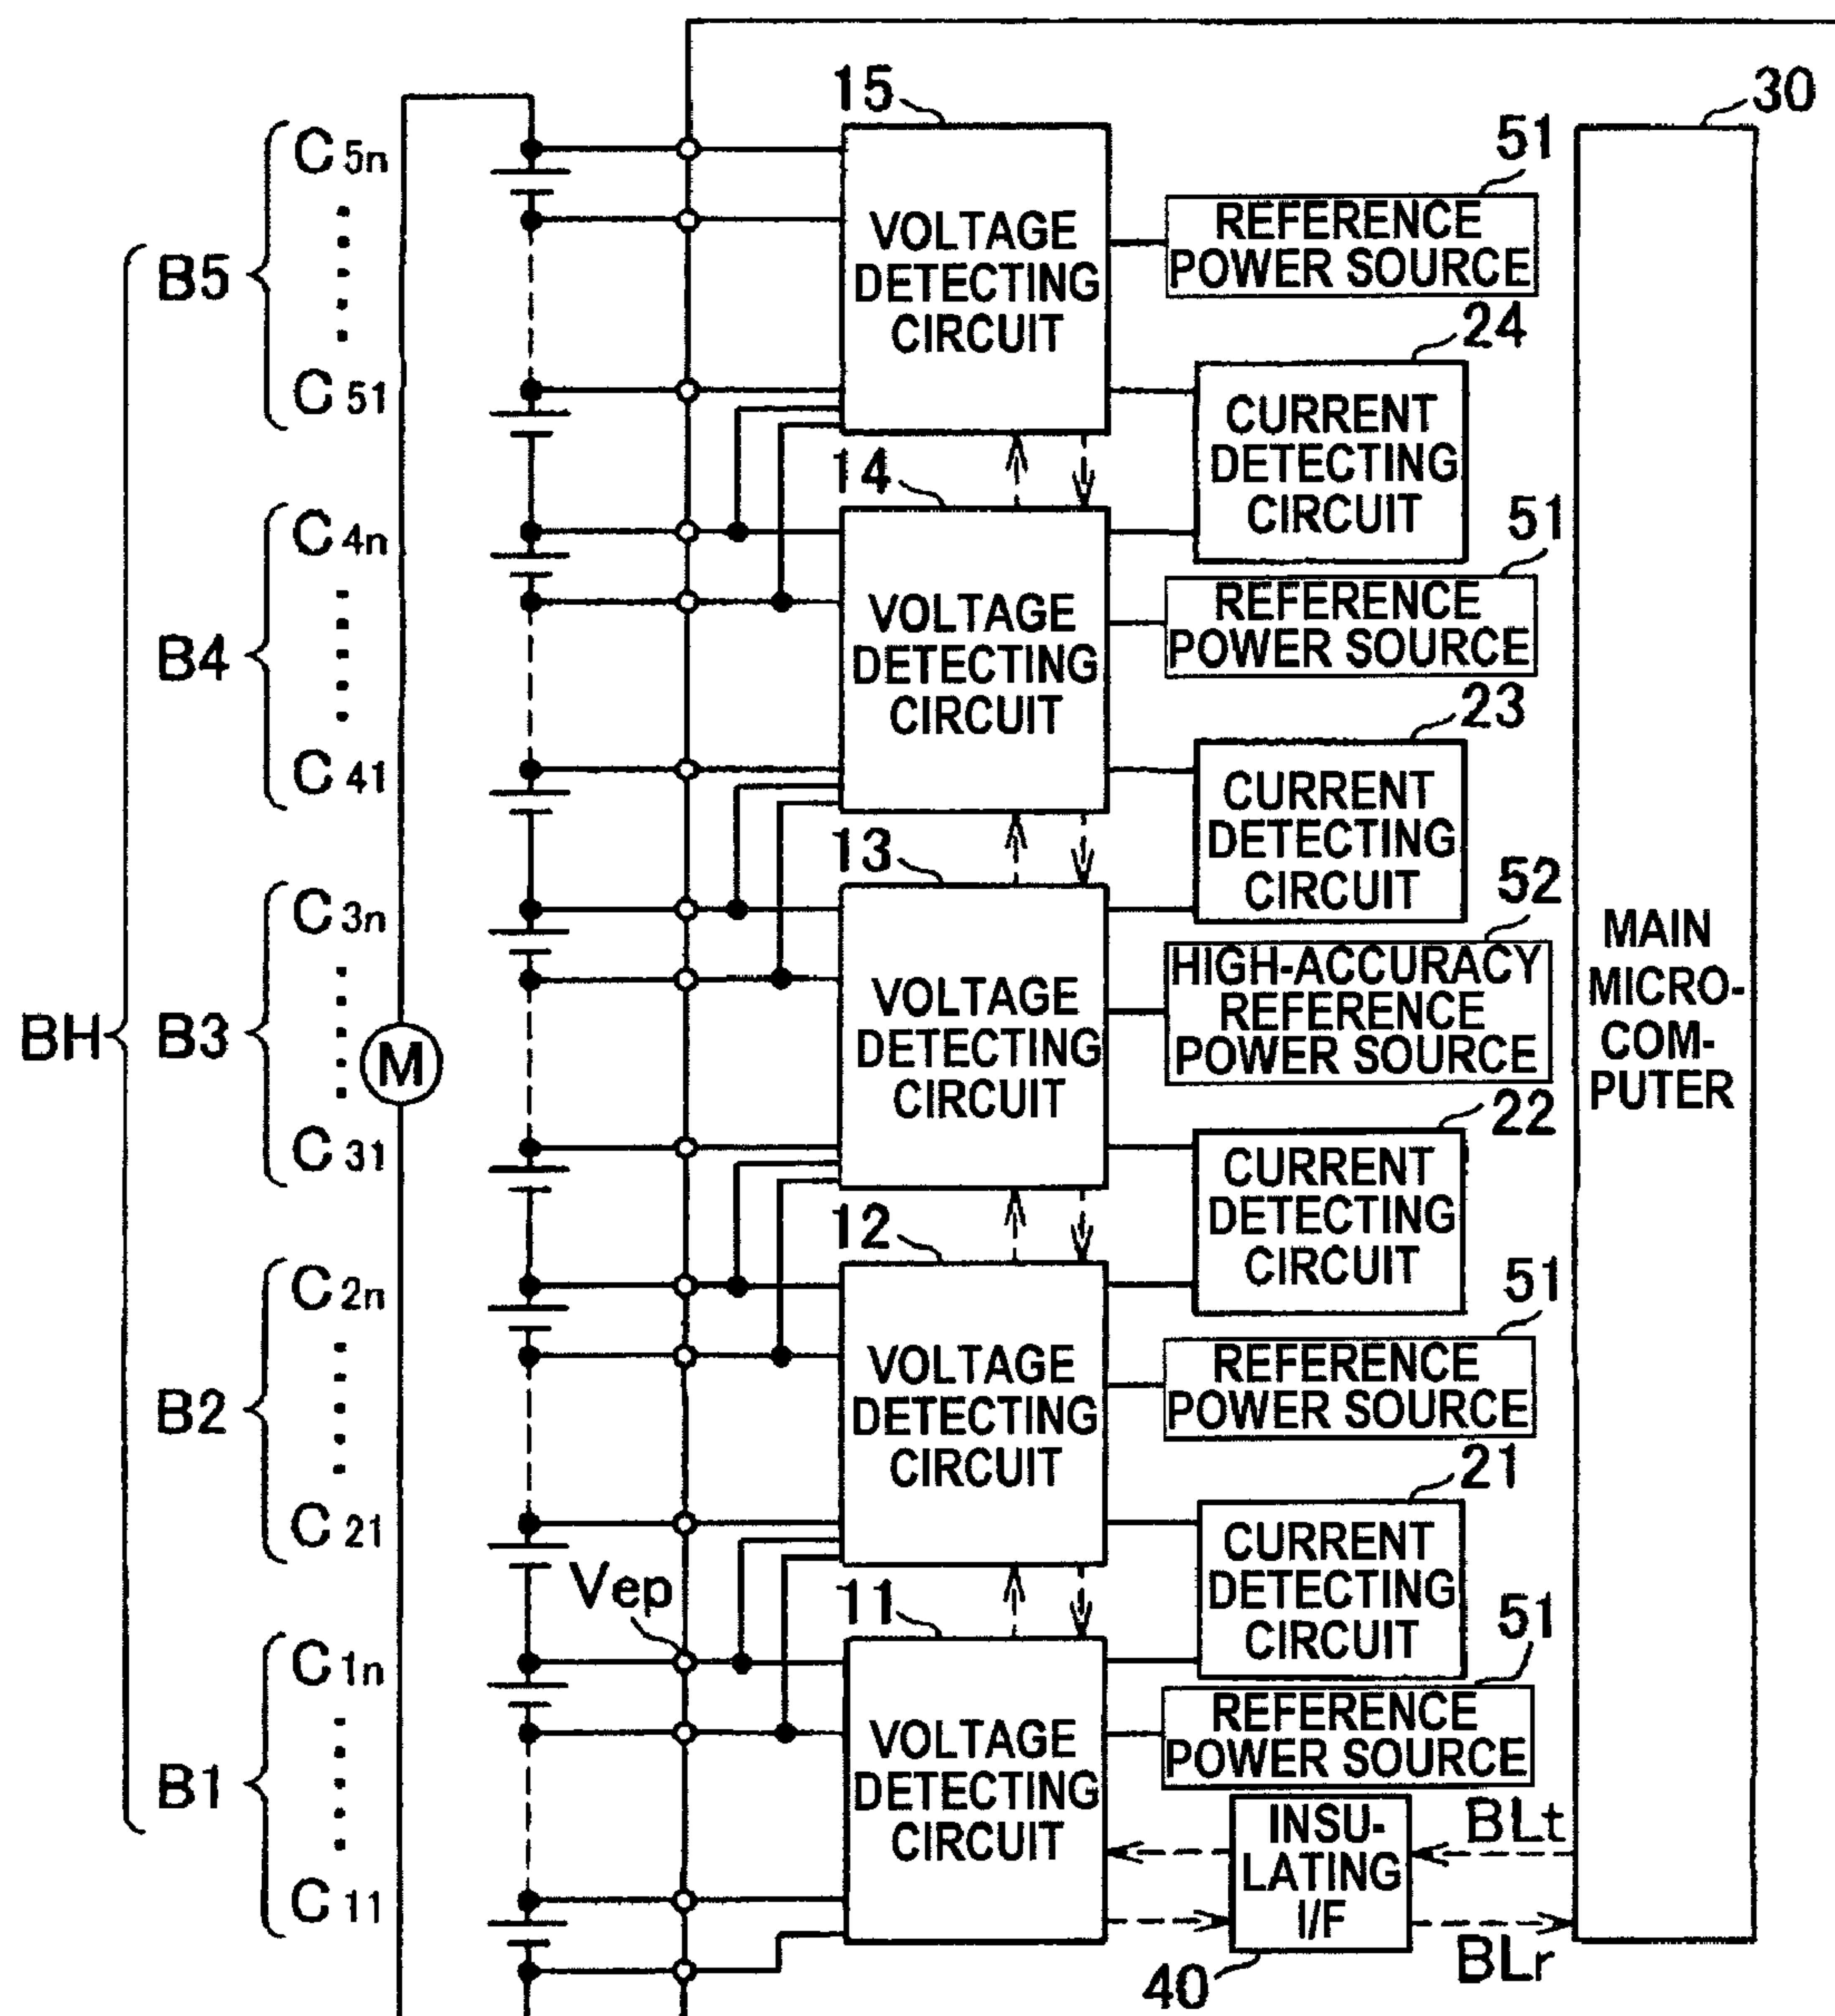 15
30
C5n
51
VOLTAGE
DETECTING
CIRCUIT
REFERENCE
POWER SOURCE
B5
24
C51
CURRENT
DETECTING
CIRCUIT
14
C4n
51
VOLTAGE
DETECTING
CIRCUIT
REFERENCE
POWER SOURCE
B4
23
C41
CURRENT
DETECTING
CIRCUIT
13
C3n
52
VOLTAGE
DETECTING
CIRCUIT
HIGH-ACCURACY
REFERENCE
POWER SOURCE
MAIN
MICRO-
COM-
PUTER
BH
B3
M
22
C31
CURRENT
DETECTING
CIRCUIT
12
C2n
51
VOLTAGE
DETECTING
CIRCUIT
REFERENCE
POWER SOURCE
B2
21
C21
CURRENT
DETECTING
CIRCUIT
Vep
11
C1n
51
VOLTAGE
DETECTING
CIRCUIT
REFERENCE
POWER SOURCE
B1
INSU-
LATING
I/F
BLt
C11
BLr
40